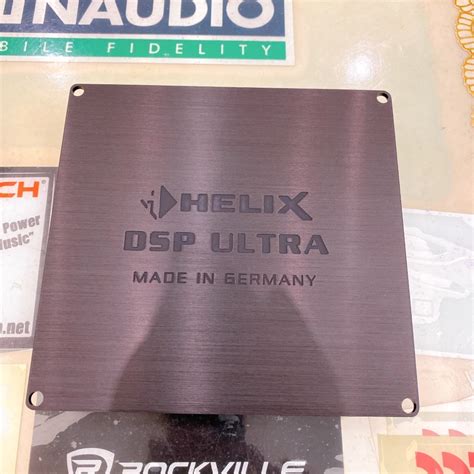 NAUDIO
BILE FIDELITY
CH
Power
usic"
.net
HELIX
DSP ULTRA
MADE IN GERMANY
ROCKVILLE